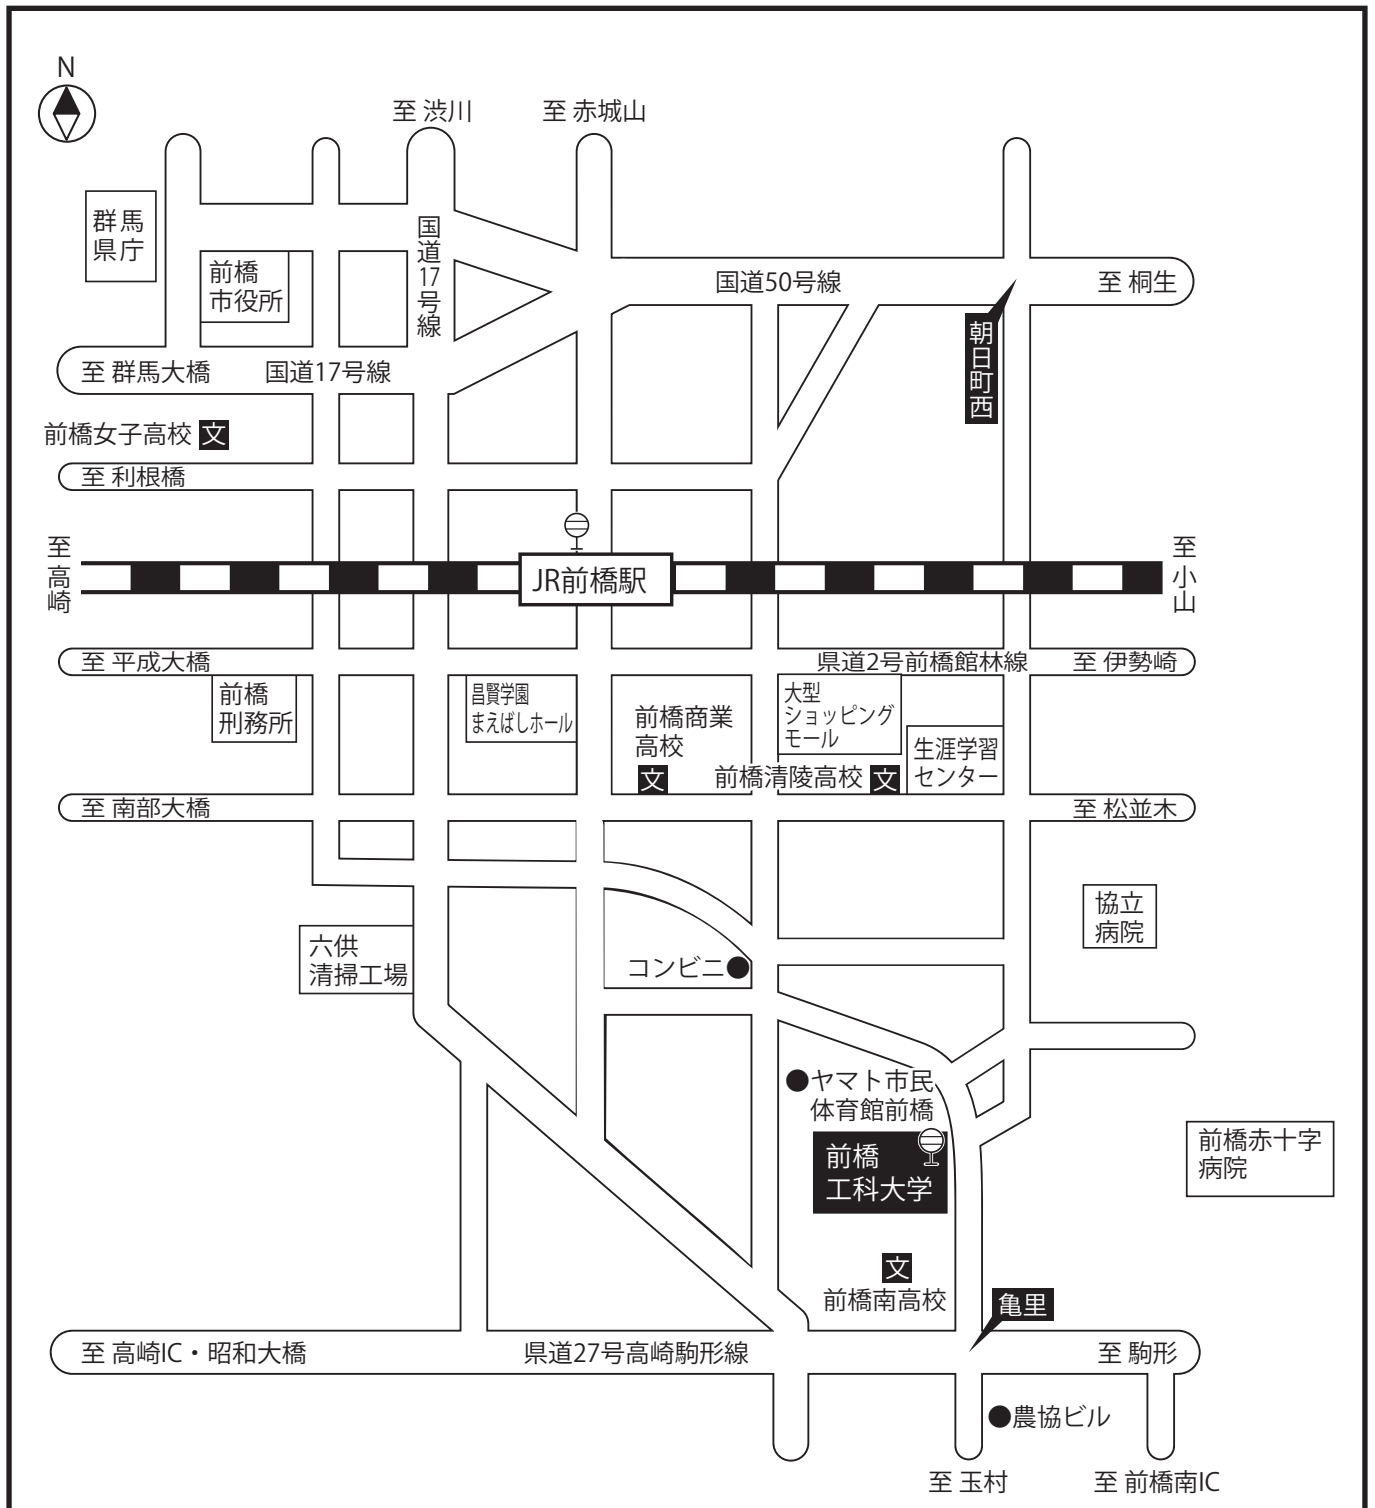 N
至 渋川
至 赤城山
群馬
県庁
国道17号線
前橋
市役所
国道50号線
至 桐生
朝日町西
至 群馬大橋
国道17号線
前橋女子高校 文
至 利根橋
至高崎
JR前橋駅
至小山
至 平成大橋
県道2号前橋館林線
至 伊勢崎
前橋
刑務所
昌賢学園
まえばしホール
前橋商業
高校
文
大型
ショッピング
モール
前橋清陵高校 文
生涯学習
センター
至 南部大橋
至 松並木
協立
病院
六供
清掃工場
コンビニ
ヤマト市民
体育館前橋
前橋
工科大学
前橋赤十字
病院
文
前橋南高校
亀里
至 高崎IC・昭和大橋
県道27号高崎駒形線
至 駒形
農協ビル
至 玉村
至 前橋南IC